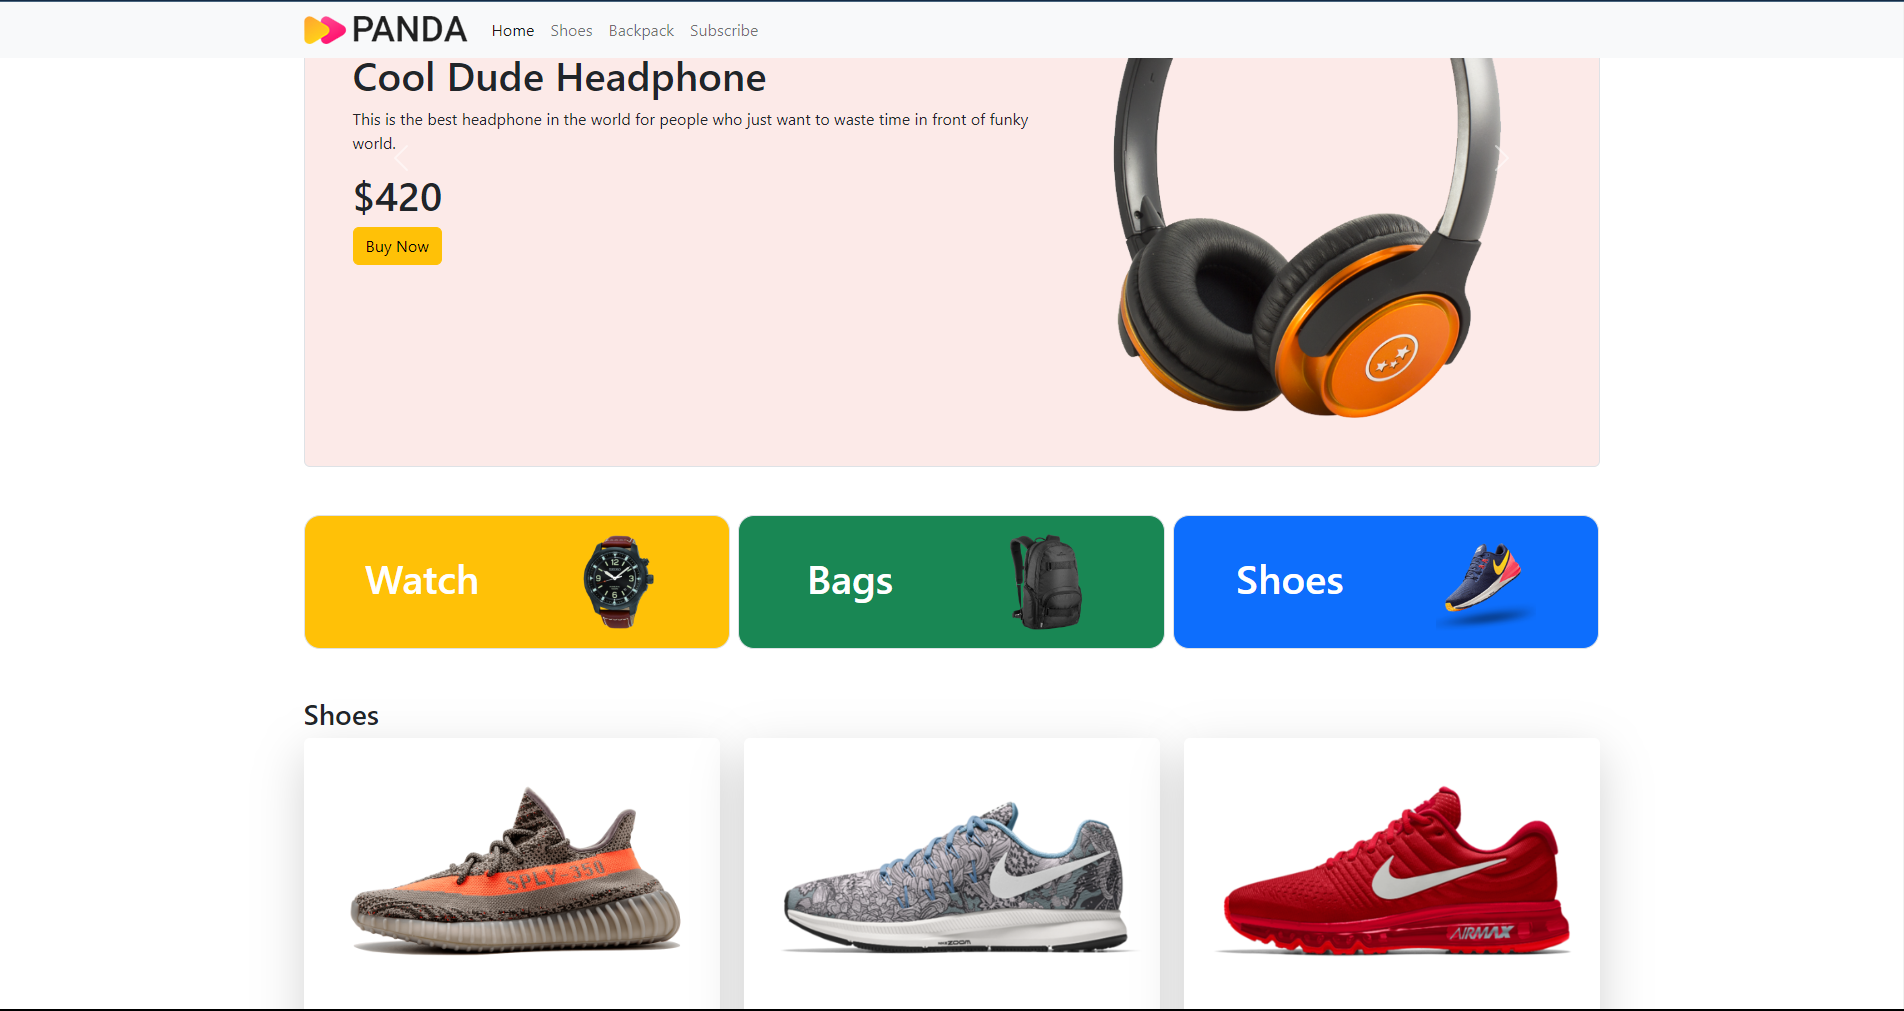 PANDA
Home Shoes Backpack Subscribe
Cool Dude Headphone
This is the best headphone in the world for people who just want to waste time in front of funky
world.
$420
Buy Now
Watch
Bags
Shoes
Shoes
SPLY-350
ZOOM
AIRMAX